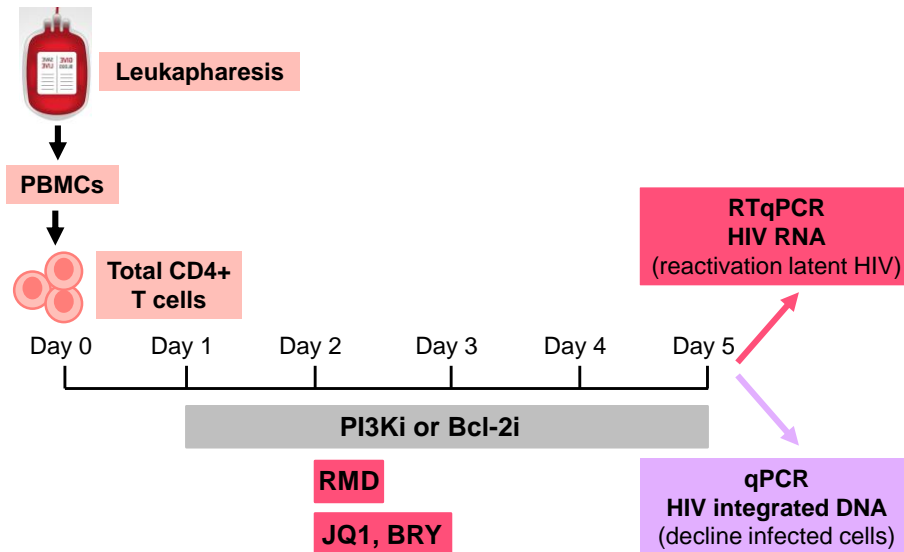 Leukapharesis
PBMCs
Total CD4+
T cells
RTqPCR
HIV RNA
(reactivation latent HIV)
Day 0
Day 1
Day 2
Day 3
Day 4
Day 5
PI3Ki or Bcl-2i
RMD
JQ1, BRY
qPCR
HIV integrated DNA
(decline infected cells)